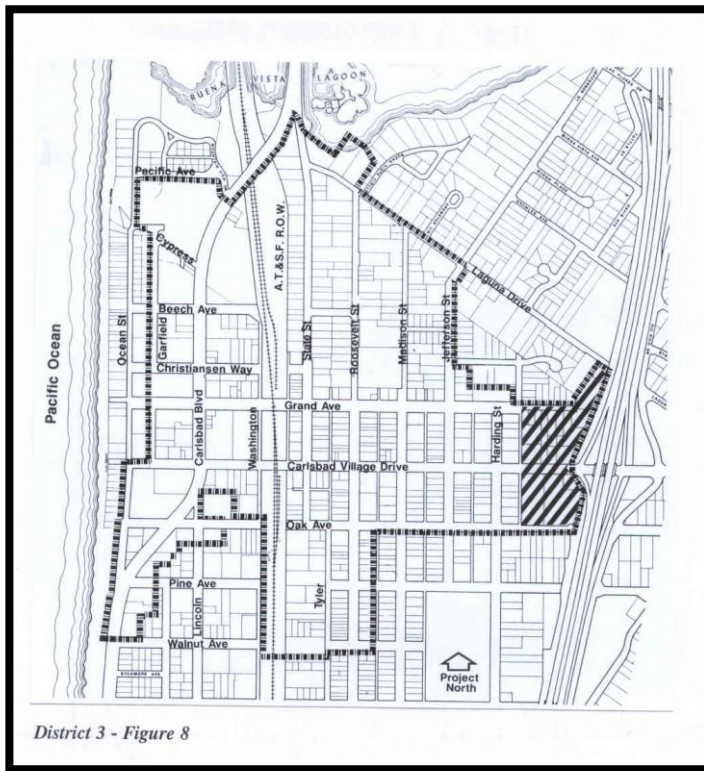 BUENA
VISTA
LAGOON
Pacific Ave
Cypress
A.T.&S.F. R.O.W.
Laguna Drive
Beech Ave
Ocean St
Garfield
State St
Roosevelt St
Madison St
Jefferson St
Christiansen Way
Pacific Ocean
Carlsbad Blvd
Washington
Grand Ave
Harding St
Carlsbad Village Drive
Oak Ave
Pine Ave
Lincoln
Tyler
Walnut Ave
SYCAMORE AVE
Project
North
District 3 - Figure 8